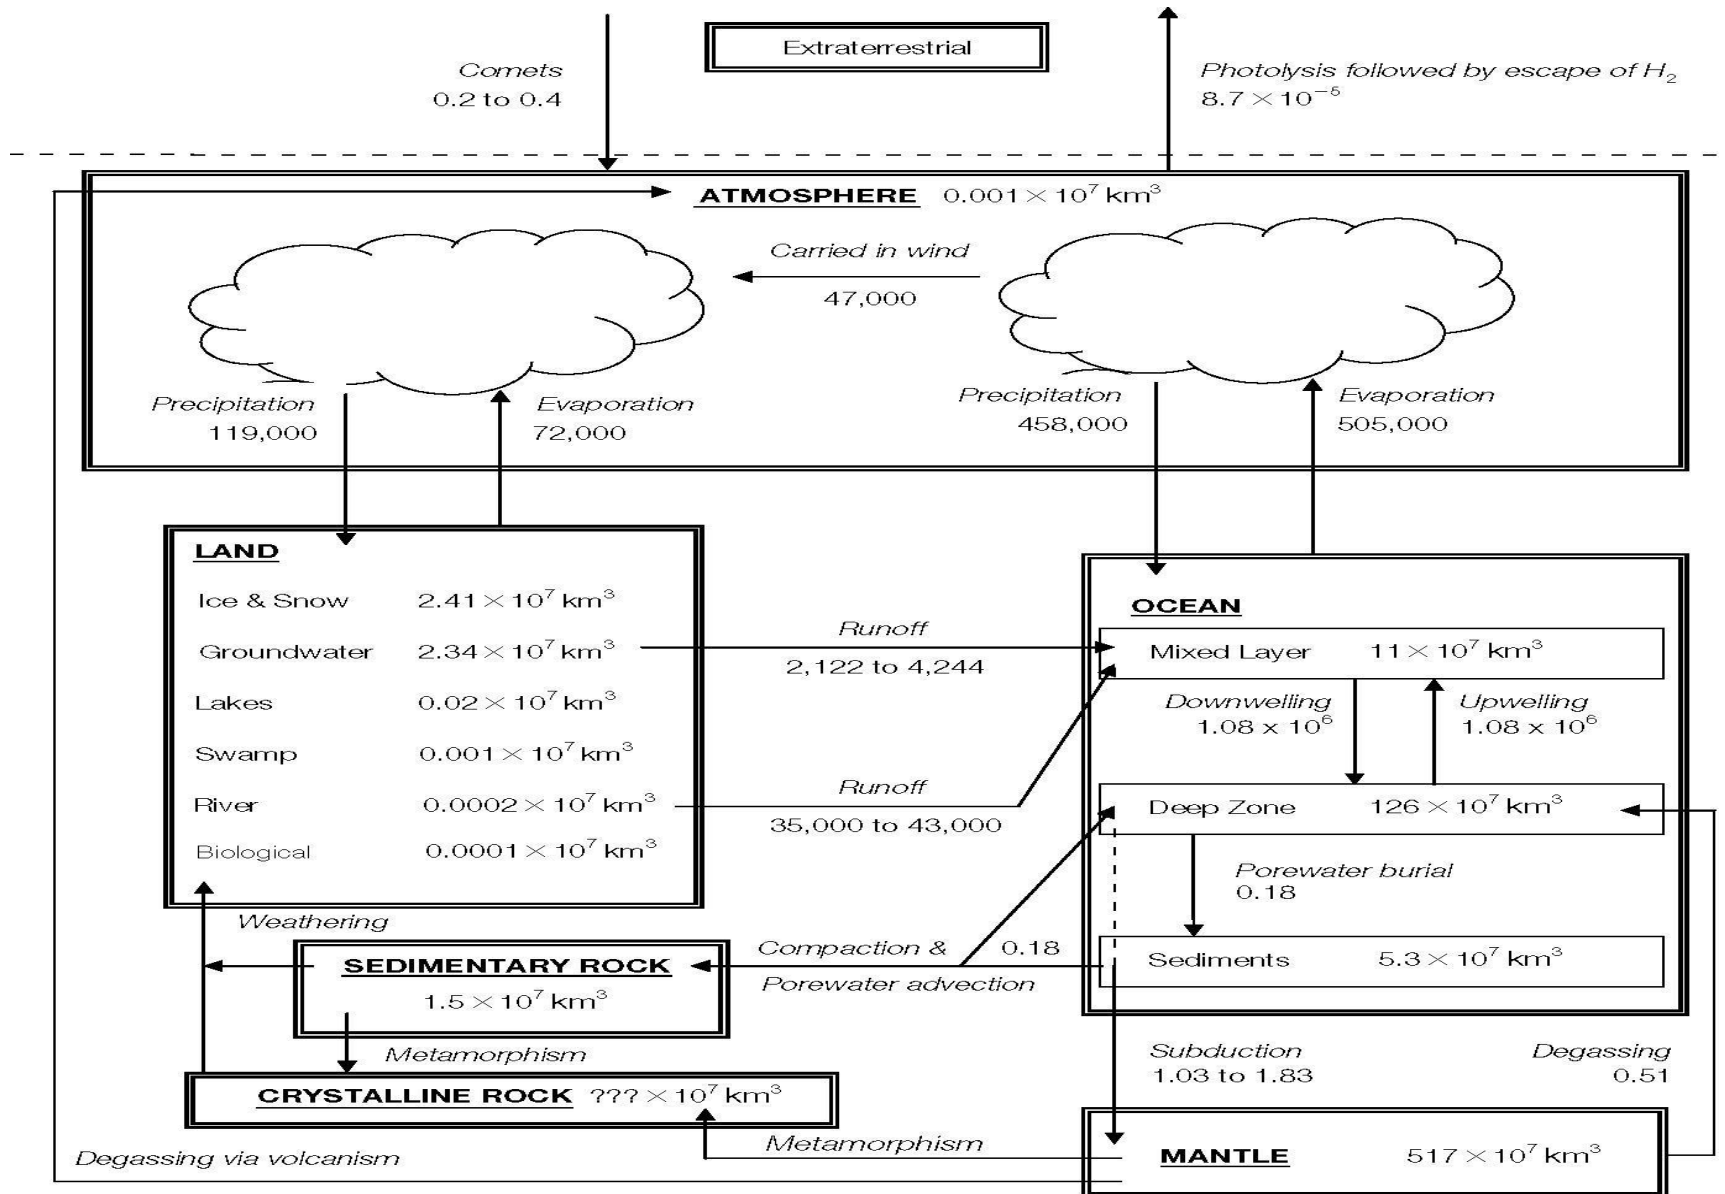 Extraterrestrial
Comets
0.2 to 0.4
Photolysis followed by escape of H₂
8.7 × 10⁻⁵
ATMOSPHERE 0.001 × 10⁷ km³
Carried in wind
47,000
Precipitation
119,000
Evaporation
72,000
Precipitation
458,000
Evaporation
505,000
LAND
Ice & Snow 2.41 × 10⁷ km³
Groundwater 2.34 × 10⁷ km³
Lakes 0.02 × 10⁷ km³
Swamp 0.001 × 10⁷ km³
River 0.0002 × 10⁷ km³
Biological 0.0001 × 10⁷ km³
Runoff
2,122 to 4,244
Runoff
35,000 to 43,000
OCEAN
Mixed Layer 11 × 10⁷ km³
Downwelling
1.08 x 10⁶
Upwelling
1.08 x 10⁶
Deep Zone 126 × 10⁷ km³
Porewater burial
0.18
Sediments 5.3 × 10⁷ km³
Weathering
SEDIMENTARY ROCK
1.5 × 10⁷ km³
Compaction & 0.18
Porewater advection
Metamorphism
CRYSTALLINE ROCK ??? × 10⁷ km³
Subduction
1.03 to 1.83
Degassing
0.51
Metamorphism
Degassing via volcanism
MANTLE 517 × 10⁷ km³